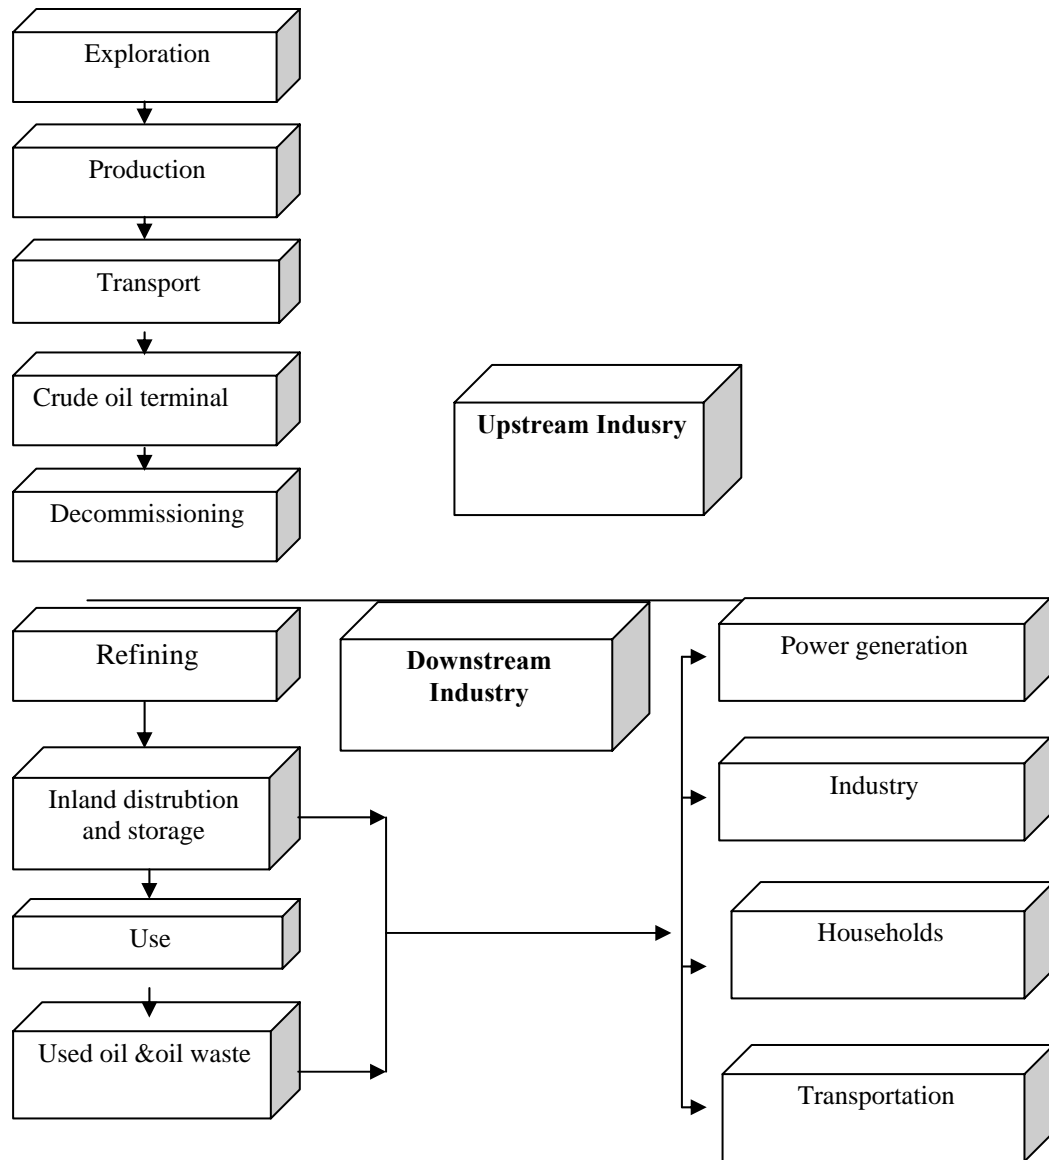 Exploration
Production
Transport
Crude oil terminal
Upstream Indusry
Decommissioning
Refining
Downstream
Industry
Power generation
Inland distrubtion
and storage
Industry
Use
Households
Used oil &oil waste
Transportation